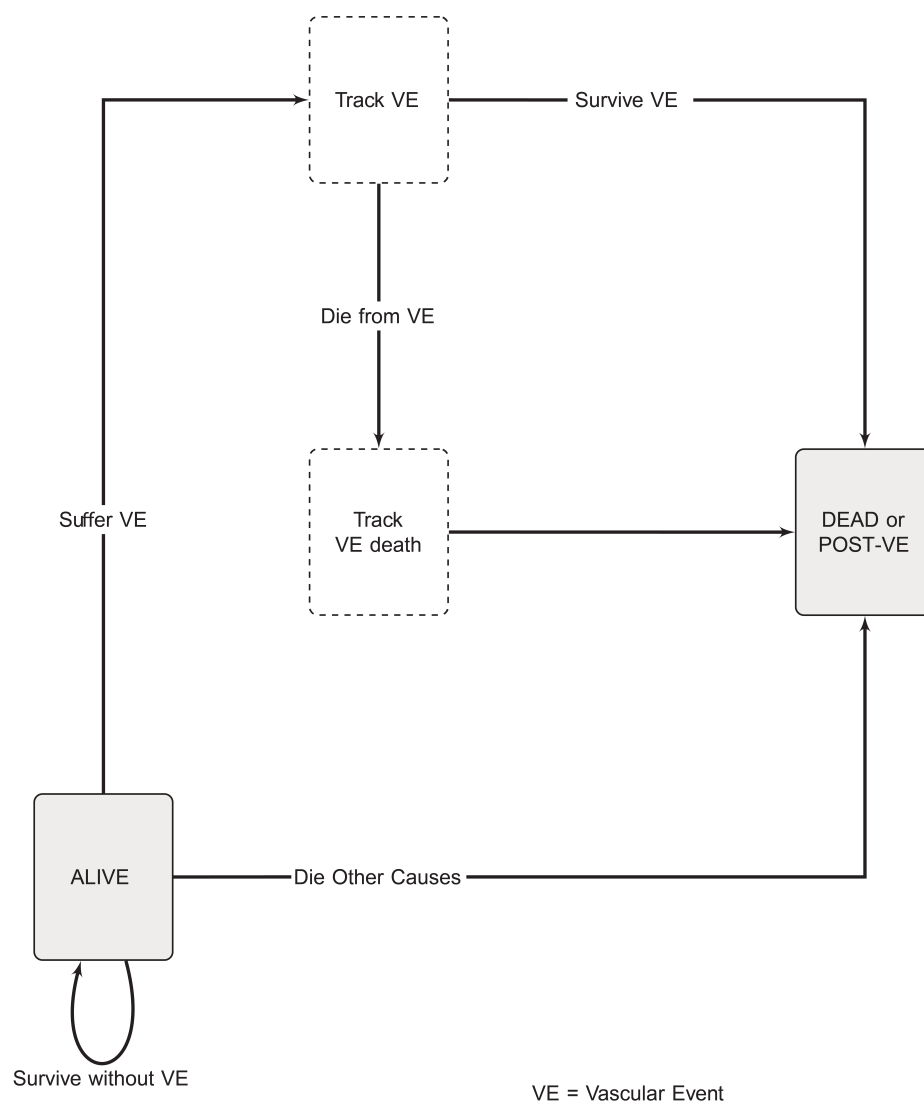 Track VE
Survive VE
Die from VE
Suffer VE
Track
VE death
DEAD or
POST-VE
ALIVE
Die Other Causes
Survive without VE
VE = Vascular Event